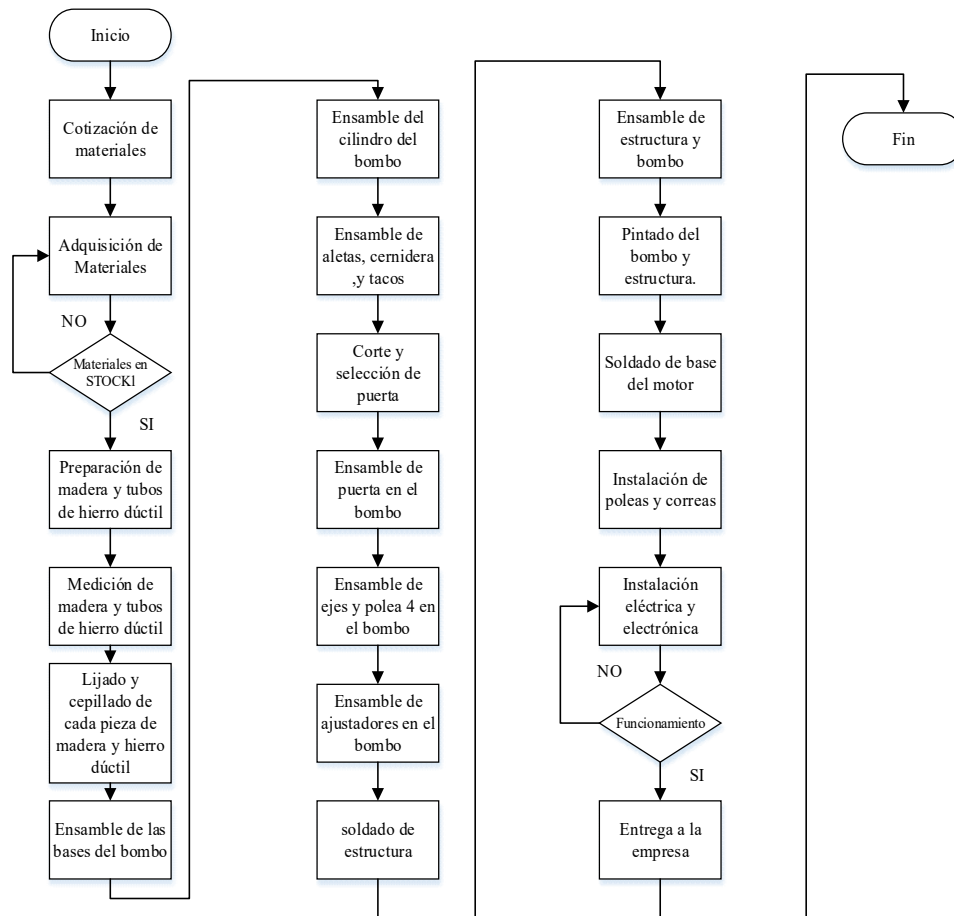 Inicio
Cotización de
materiales
Adquisición de
Materiales
NO
Materiales en
STOCK1
SI
Preparación de
madera y tubos
de hierro dúctil
Medición de
madera y tubos
de hierro dúctil
Lijado y
cepillado de
cada pieza de
madera y hierro
dúctil
Ensamble de las
bases del bombo
Ensamble del
cilindro del
bombo
Ensamble de
aletas, cernidera
,y tacos
Corte y
selección de
puerta
Ensamble de
puerta en el
bombo
Ensamble de
ejes y polea 4 en
el bombo
Ensamble de
ajustadores en el
bombo
soldado de
estructura
Ensamble de
estructura y
bombo
Pintado del
bombo y
estructura.
Soldado de base
del motor
Instalación de
poleas y correas
Instalación
eléctrica y
electrónica
NO
Funcionamiento
SI
Entrega a la
empresa
Fin